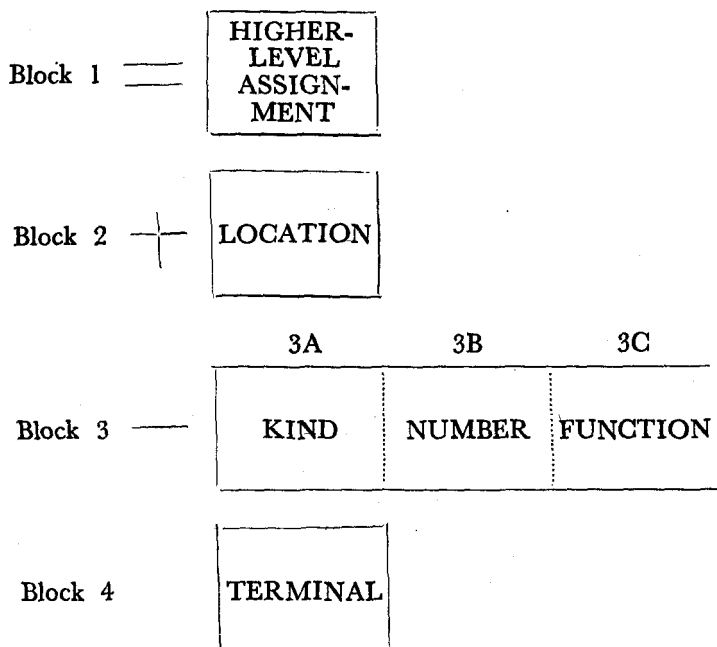 Block 1 =
HIGHER-
LEVEL
ASSIGN-
MENT
Block 2 +
LOCATION
3A 3B 3C
Block 3 —
KIND NUMBER FUNCTION
Block 4
TERMINAL